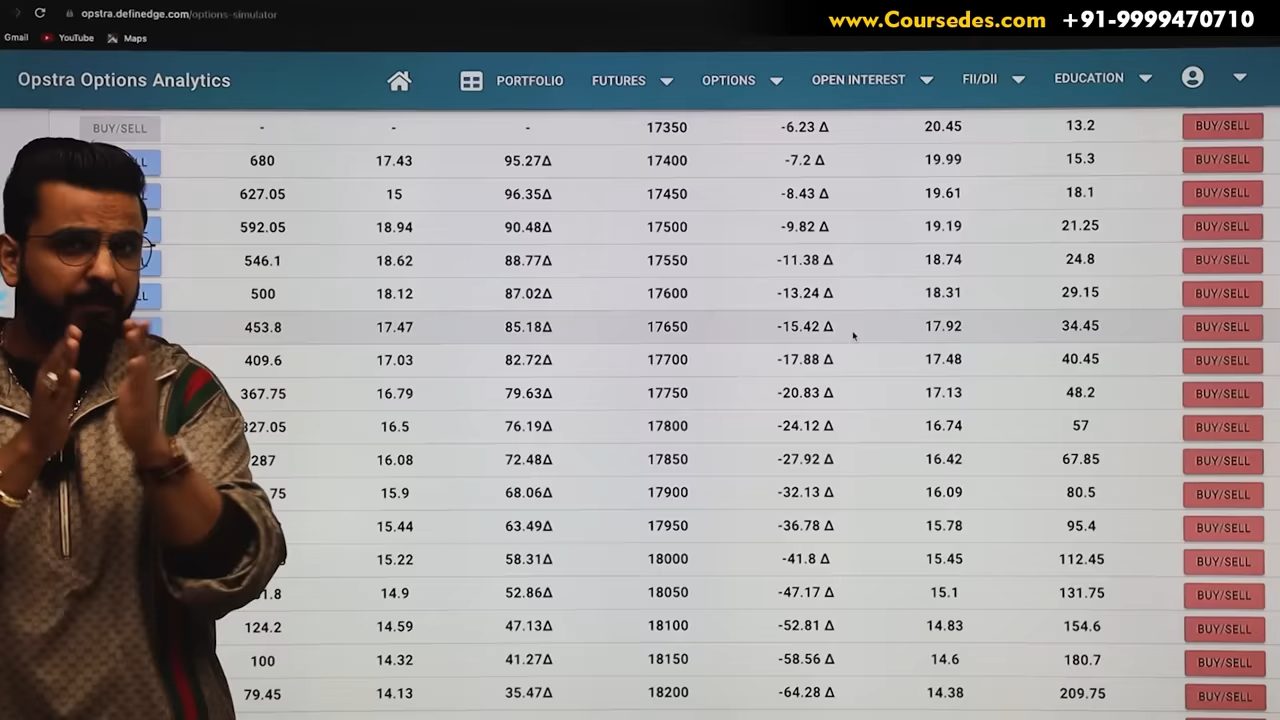 opstra.definedge.com/options-simulator
www.Coursedes.com +91-9999470710
Gmail YouTube Maps
Opstra Options Analytics PORTFOLIO FUTURES OPTIONS OPEN INTEREST FII/DII EDUCATION
BUY/SELL - - - 17350 -6.23 Δ 20.45 13.2 BUY/SELL
680 17.43 95.27Δ 17400 -7.2 Δ 19.99 15.3 BUY/SELL
627.05 15 96.35Δ 17450 -8.43 Δ 19.61 18.1 BUY/SELL
592.05 18.94 90.48Δ 17500 -9.82 Δ 19.19 21.25 BUY/SELL
546.1 18.62 88.77Δ 17550 -11.38 Δ 18.74 24.8 BUY/SELL
500 18.12 87.02Δ 17600 -13.24 Δ 18.31 29.15 BUY/SELL
453.8 17.47 85.18Δ 17650 -15.42 Δ 17.92 34.45 BUY/SELL
409.6 17.03 82.72Δ 17700 -17.88 Δ 17.48 40.45 BUY/SELL
367.75 16.79 79.63Δ 17750 -20.83 Δ 17.13 48.2 BUY/SELL
327.05 16.5 76.19Δ 17800 -24.12 Δ 16.74 57 BUY/SELL
287 16.08 72.48Δ 17850 -27.92 Δ 16.42 67.85 BUY/SELL
.75 15.9 68.06Δ 17900 -32.13 Δ 16.09 80.5 BUY/SELL
15.44 63.49Δ 17950 -36.78 Δ 15.78 95.4 BUY/SELL
15.22 58.31Δ 18000 -41.8 Δ 15.45 112.45 BUY/SELL
1.8 14.9 52.86Δ 18050 -47.17 Δ 15.1 131.75 BUY/SELL
124.2 14.59 47.13Δ 18100 -52.81 Δ 14.83 154.6 BUY/SELL
100 14.32 41.27Δ 18150 -58.56 Δ 14.6 180.7 BUY/SELL
79.45 14.13 35.47Δ 18200 -64.28 Δ 14.38 209.75 BUY/SELL